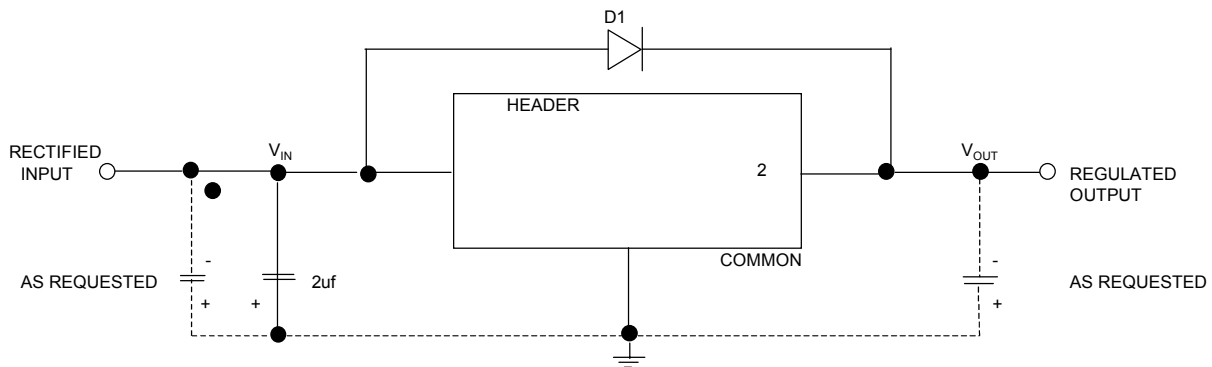 D1
HEADER
RECTIFIED
INPUT
VIN
2
VOUT
REGULATED
OUTPUT
COMMON
AS REQUESTED
-
+
+
2uf
-
+
AS REQUESTED